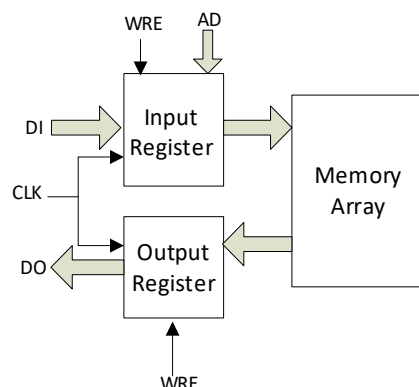 WRE
AD
DI
Input
Register
CLK
Memory
Array
DO
Output
Register
WRE